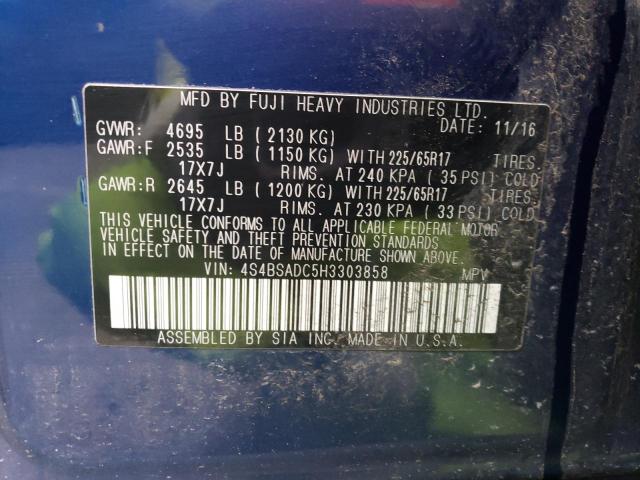 MFD BY FUJI HEAVY INDUSTRIES LTD.
GVWR: 4695 LB ( 2130 KG) DATE: 11/16
GAWR:F 2535 LB ( 1150 KG) WITH 225/65R17 TIRES.
17X7J RIMS. AT 240 KPA ( 35 PSI) COLD
GAWR:R 2645 LB ( 1200 KG) WITH 225/65R17 TIRES.
17X7J RIMS. AT 230 KPA ( 33 PSI) COLD
THIS VEHICLE CONFORMS TO ALL APPLICABLE FEDERAL MOTOR
VEHICLE SAFETY AND THEFT PREVENTION STANDARDS
IN EFFECT ON THE DATE OF MANUFACTURE SHOWN ABOVE.
VIN: 4S4BSADC5H3303858 MPV
ASSEMBLED BY SIA INC. MADE IN U.S.A.